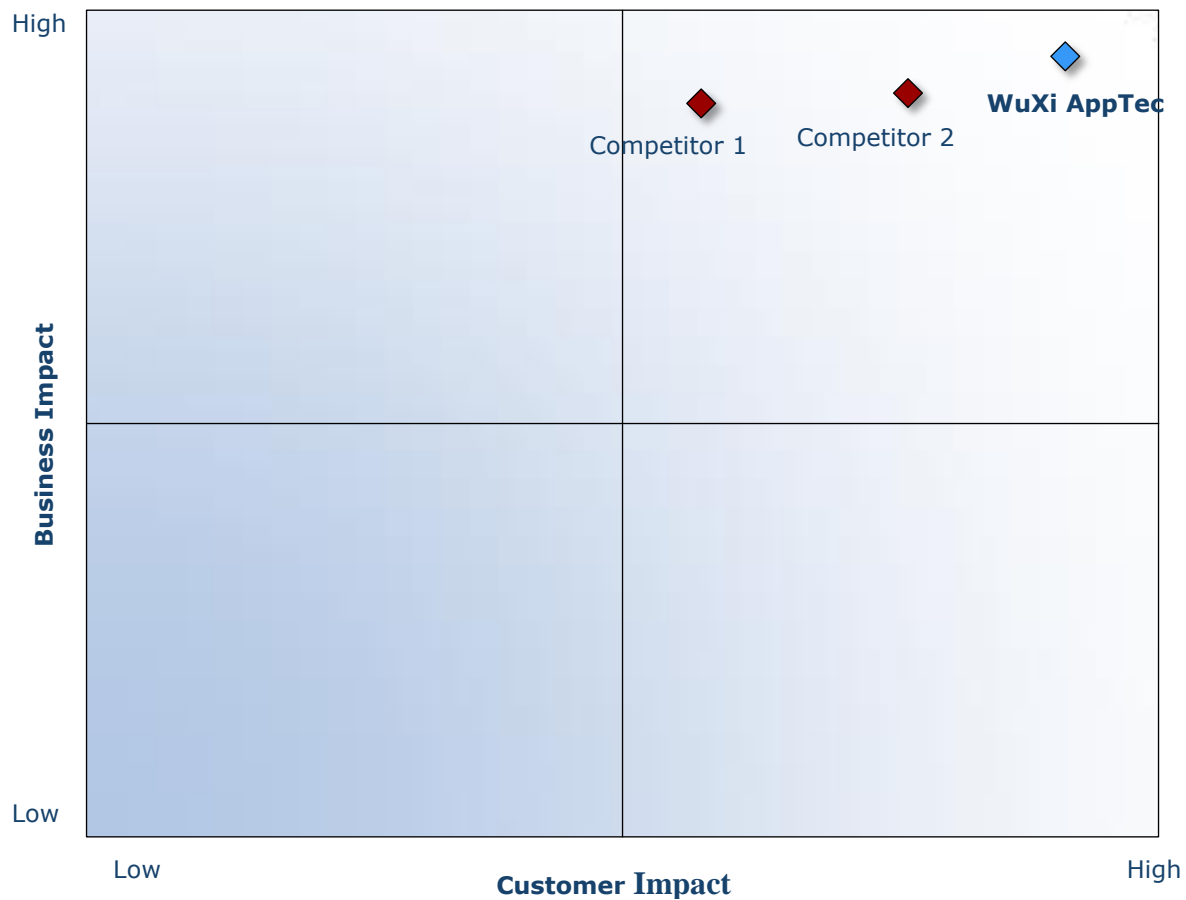 High
WuXi AppTec
Competitor 1
Competitor 2
Business Impact
Low
Low
High
Customer Impact